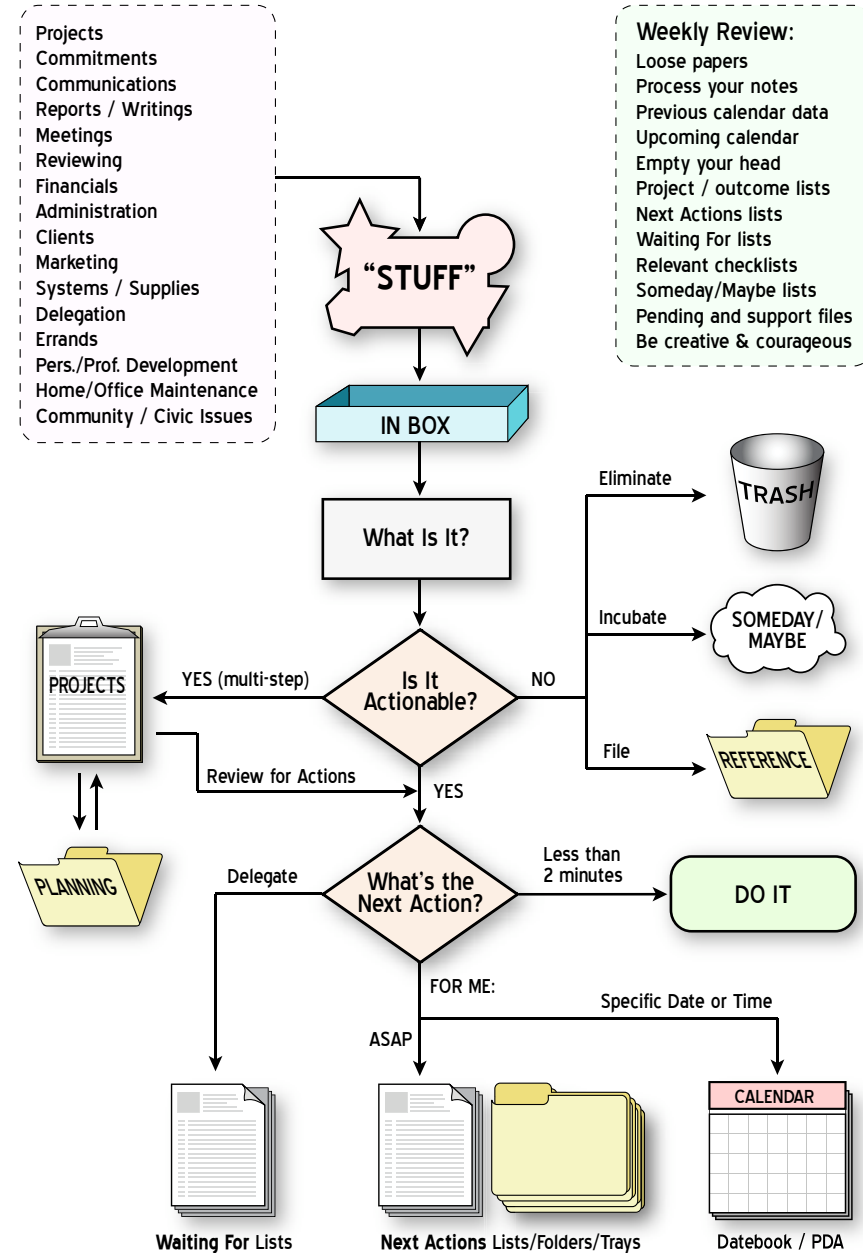 Projects
Commitments
Communications
Reports / Writings
Meetings
Reviewing
Financials
Administration
Clients
Marketing
Systems / Supplies
Delegation
Errands
Pers./Prof. Development
Home/Office Maintenance
Community / Civic Issues
Weekly Review:
Loose papers
Process your notes
Previous calendar data
Upcoming calendar
Empty your head
Project / outcome lists
Next Actions lists
Waiting For lists
Relevant checklists
Someday/Maybe lists
Pending and support files
Be creative & courageous
“STUFF”
IN BOX
What Is It?
Eliminate
TRASH
Incubate
SOMEDAY/
MAYBE
Is It
Actionable?
YES (multi-step)
NO
PROJECTS
File
REFERENCE
Review for Actions
YES
PLANNING
Delegate
What's the
Next Action?
Less than
2 minutes
DO IT
FOR ME:
Specific Date or Time
ASAP
CALENDAR
Waiting For Lists
Next Actions Lists/Folders/Trays
Datebook / PDA